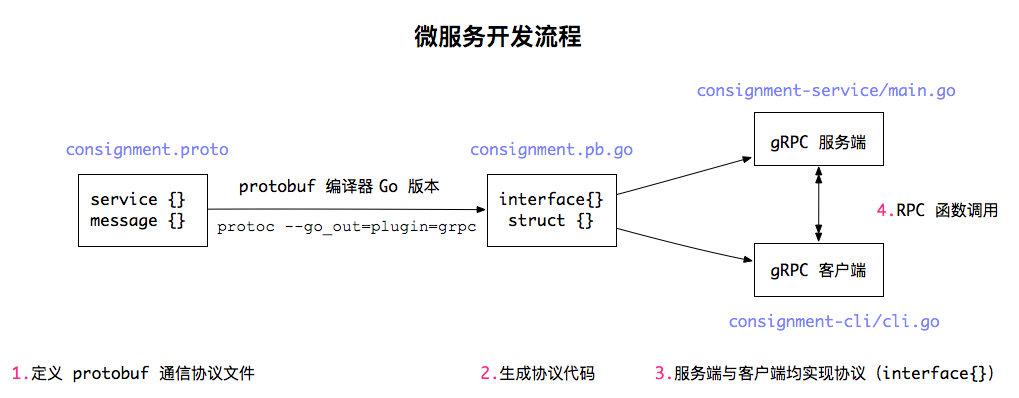 微服务开发流程
consignment-service/main.go
gRPC 服务端
consignment.proto
consignment.pb.go
service {}
message {}
protobuf 编译器 Go 版本
protoc --go_out=plugin=grpc
interface{}
struct {}
4.RPC 函数调用
gRPC 客户端
consignment-cli/cli.go
1.定义 protobuf 通信协议文件
2.生成协议代码
3.服务端与客户端均实现协议（interface{}）